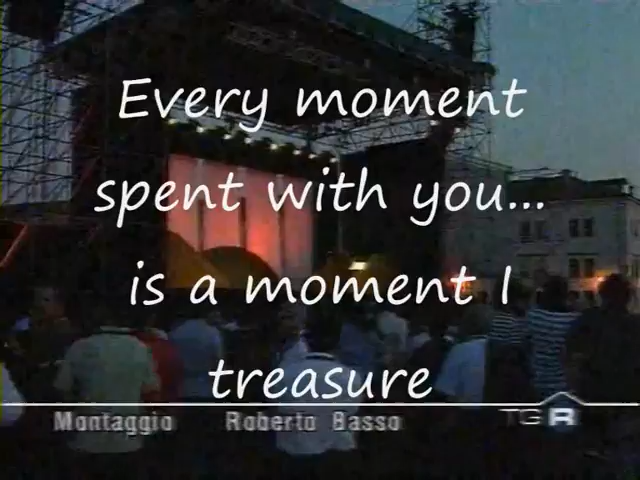 Every moment
spent with you...
is a moment I
treasure
Montaggio Roberto Basso TGR